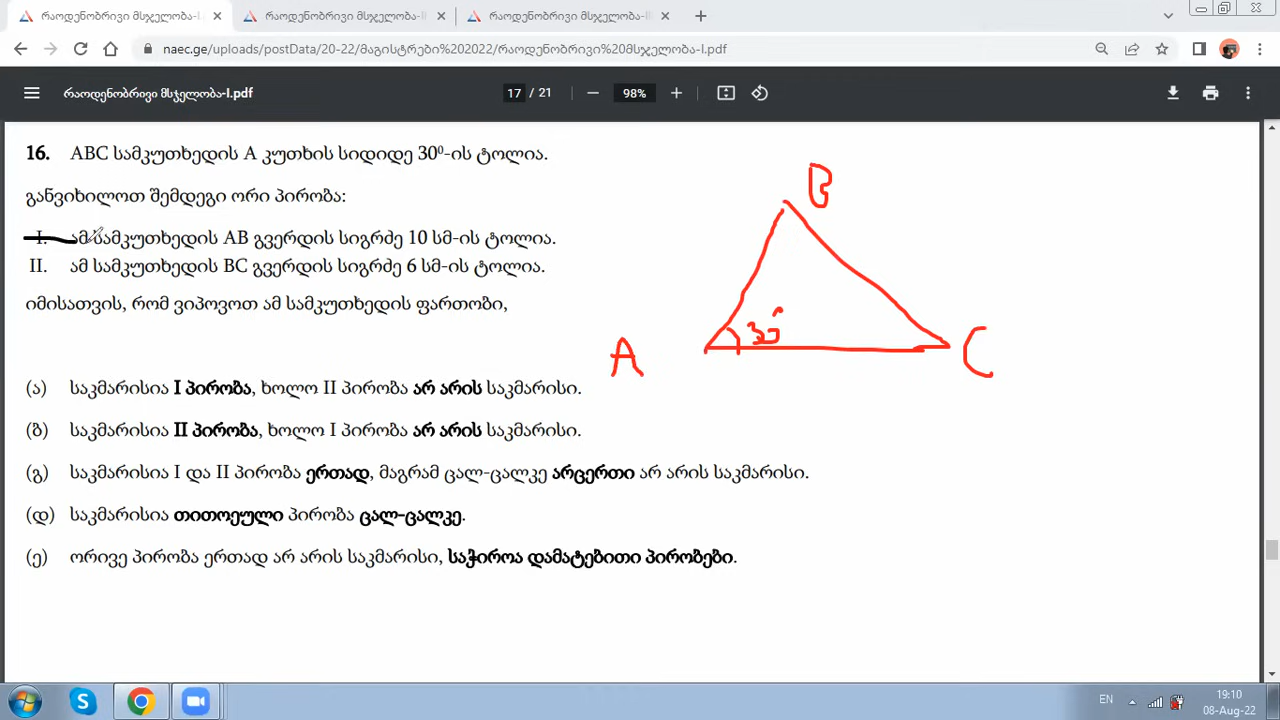 რაოდენობრივი მსჯელობა-I
რაოდენობრივი მსჯელობა-I
რაოდენობრივი მსჯელობა-I
naec.ge/uploads/postData/20-22/მაგისტრები%202022/რაოდენობრივი%20მსჯელობა-I.pdf
რაოდენობრივი მსჯელობა-I.pdf
17 / 21
98%
16. ABC სამკუთხედის A კუთხის სიდიდე 30⁰-ის ტოლია.
განვიხილოთ შემდეგი ორი პირობა:
I. ამ სამკუთხედის AB გვერდის სიგრძე 10 სმ-ის ტოლია.
II. ამ სამკუთხედის BC გვერდის სიგრძე 6 სმ-ის ტოლია.
იმისათვის, რომ ვიპოვოთ ამ სამკუთხედის ფართობი,
(ა) საკმარისია I პირობა, ხოლო II პირობა არ არის საკმარისი.
(ბ) საკმარისია II პირობა, ხოლო I პირობა არ არის საკმარისი.
(გ) საკმარისია I და II პირობა ერთად, მაგრამ ცალ-ცალკე არცერთი არ არის საკმარისი.
(დ) საკმარისია თითოეული პირობა ცალ-ცალკე.
(ე) ორივე პირობა ერთად არ არის საკმარისი, საჭიროა დამატებითი პირობები.
B
30°
A
C
EN
19:10
08-Aug-22